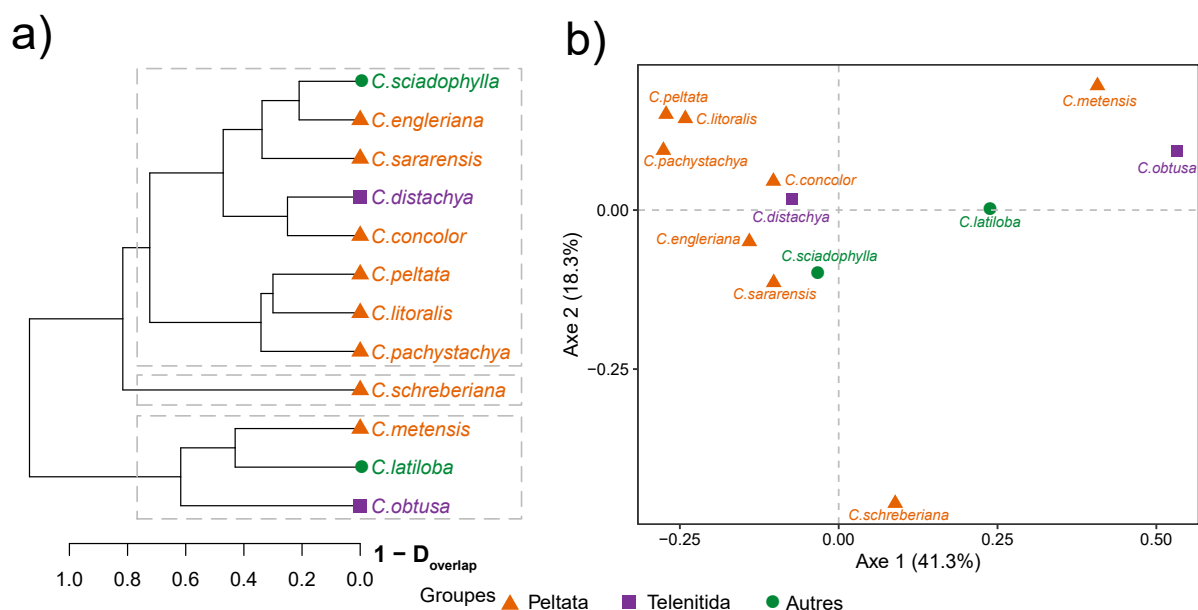 a)
C.sciadophylla
C.engleriana
C.sararensis
C.distachya
C.concolor
C.peltata
C.litoralis
C.pachystachya
C.schreberiana
C.metensis
C.latiloba
C.obtusa
1.0 0.8 0.6 0.4 0.2 0.0
1 − D overlap
b)
C.peltata
C.litoralis
C.metensis
C.pachystachya
C.obtusa
C.concolor
C.distachya
C.latiloba
C.engleriana
C.sciadophylla
C.sararensis
C.schreberiana
0.00
−0.25
Axe 2 (18.3%)
−0.25 0.00 0.25 0.50
Axe 1 (41.3%)
Groupes Peltata Telenitida Autres